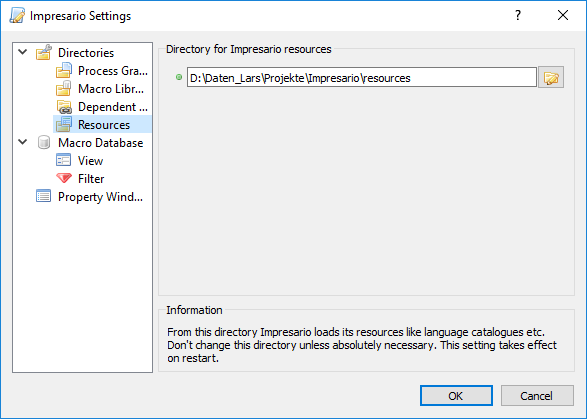 Impresario Settings
?
Directories
Process Gra...
Macro Libr...
Dependent ...
Resources
Macro Database
View
Filter
Property Wind...
Directory for Impresario resources
D:\Daten_Lars\Projekte\Impresario\resources
Information
From this directory Impresario loads its resources like language catalogues etc.
Don't change this directory unless absolutely necessary. This setting takes effect
on restart.
OK
Cancel